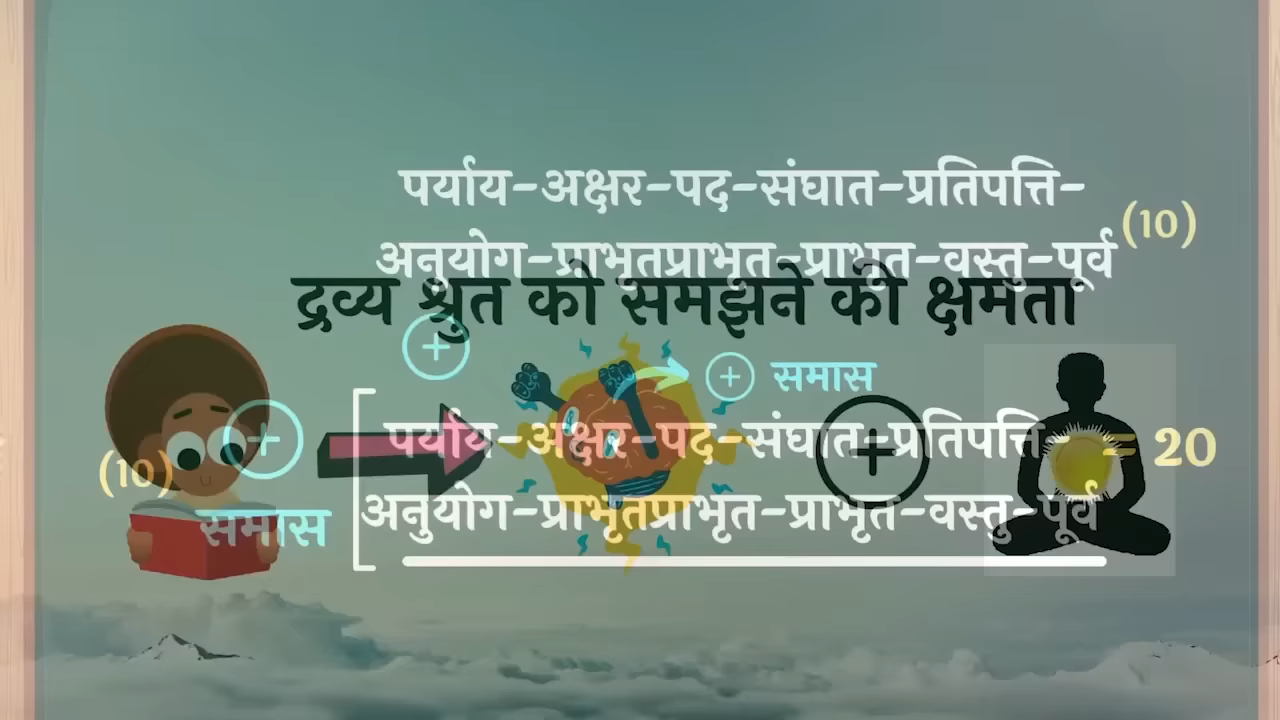 पर्याय-अक्षर-पद-संघात-प्रतिपत्ति-
(10)
अनुयोग-प्राभृतप्राभृत-प्राभृत-वस्तु-पूर्व
द्रव्य श्रुत को समझने की क्षमता
+
+ समास
+
पर्याय-अक्षर-पद-संघात-प्रतिपत्ति-
+
= 20
(10)
समास
अनुयोग-प्राभृतप्राभृत-प्राभृत-वस्तु-पूर्व